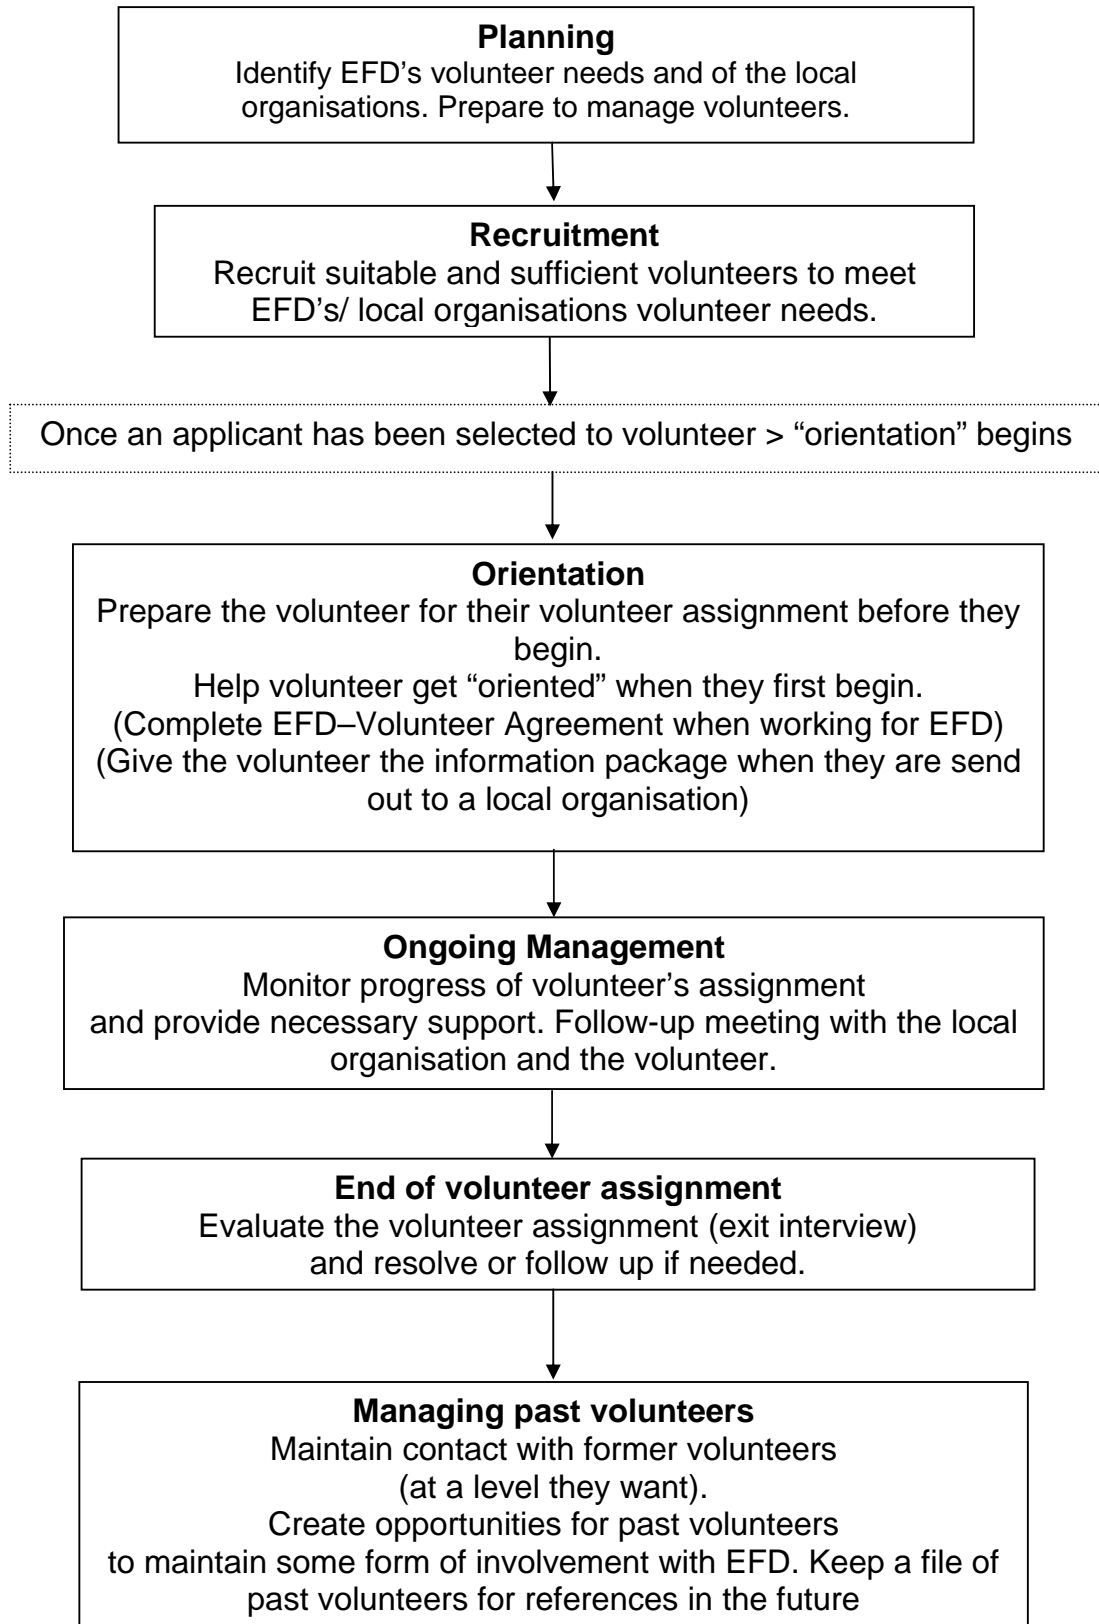 Planning
Identify EFD’s volunteer needs and of the local
organisations. Prepare to manage volunteers.
Recruitment
Recruit suitable and sufficient volunteers to meet
EFD’s/ local organisations volunteer needs.
Once an applicant has been selected to volunteer > “orientation” begins
Orientation
Prepare the volunteer for their volunteer assignment before they
begin.
Help volunteer get “oriented” when they first begin.
(Complete EFD–Volunteer Agreement when working for EFD)
(Give the volunteer the information package when they are send
out to a local organisation)
Ongoing Management
Monitor progress of volunteer’s assignment
and provide necessary support. Follow-up meeting with the local
organisation and the volunteer.
End of volunteer assignment
Evaluate the volunteer assignment (exit interview)
and resolve or follow up if needed.
Managing past volunteers
Maintain contact with former volunteers
(at a level they want).
Create opportunities for past volunteers
to maintain some form of involvement with EFD. Keep a file of
past volunteers for references in the future